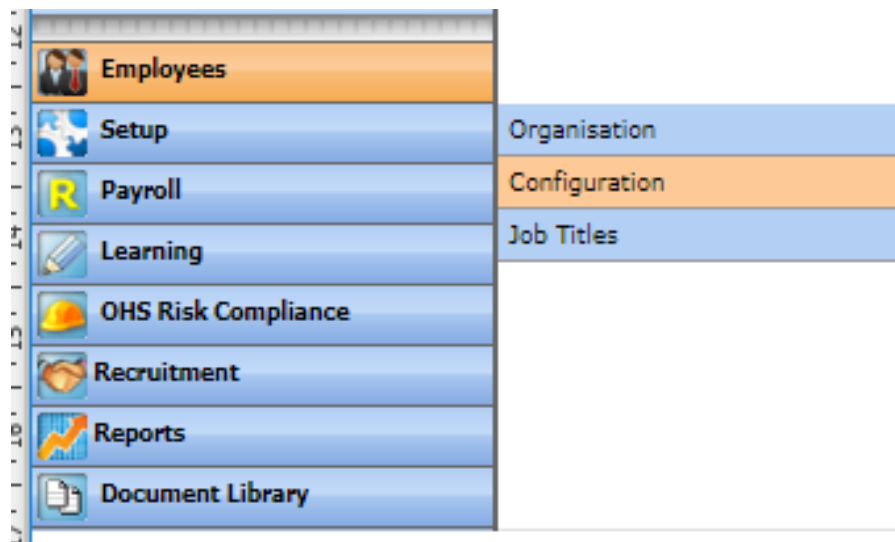 Employees
Setup
Payroll
Learning
OHS Risk Compliance
Recruitment
Reports
Document Library
Organisation
Configuration
Job Titles